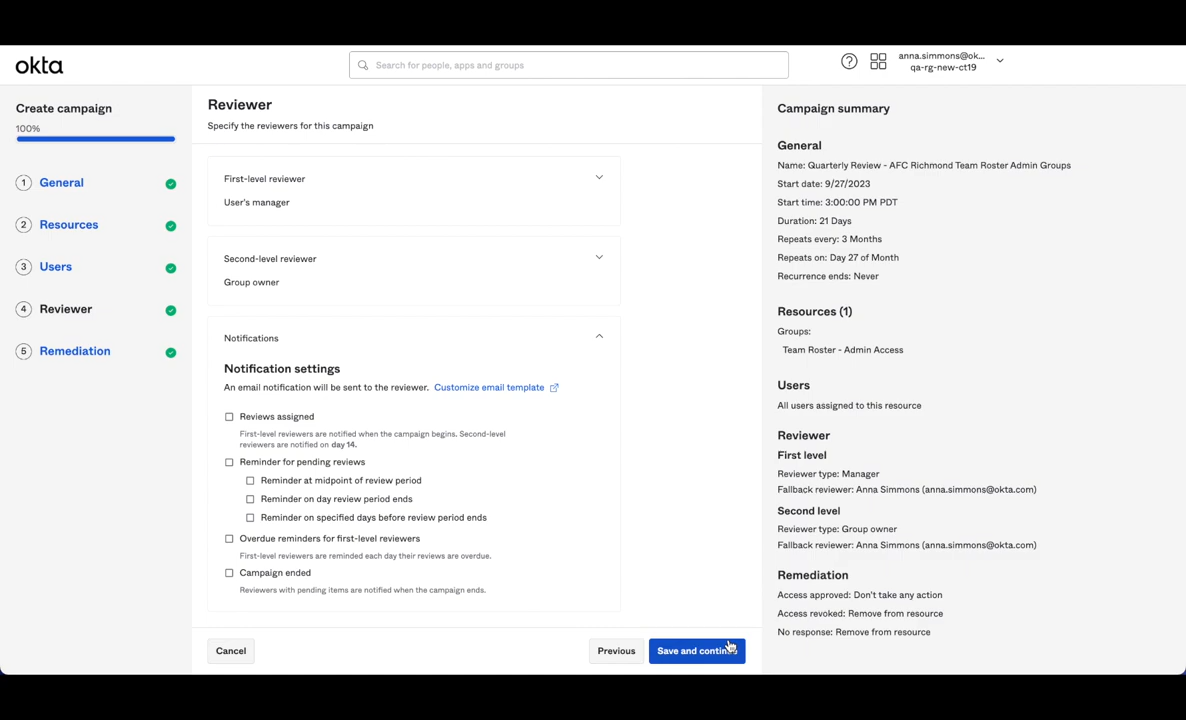 okta
Search for people, apps and groups
anna.simmons@ok...
qa-rg-new-ct19
Create campaign
100%
1 General
2 Resources
3 Users
4 Reviewer
5 Remediation
Reviewer
Specify the reviewers for this campaign
First-level reviewer
User's manager
Second-level reviewer
Group owner
Notifications
Notification settings
An email notification will be sent to the reviewer. Customize email template
Reviews assigned
First-level reviewers are notified when the campaign begins. Second-level
reviewers are notified on day 14.
Reminder for pending reviews
Reminder at midpoint of review period
Reminder on day review period ends
Reminder on specified days before review period ends
Overdue reminders for first-level reviewers
First-level reviewers are reminded each day their reviews are overdue.
Campaign ended
Reviewers with pending items are notified when the campaign ends.
Cancel
Previous
Save and continue
Campaign summary
General
Name: Quarterly Review - AFC Richmond Team Roster Admin Groups
Start date: 9/27/2023
Start time: 3:00:00 PM PDT
Duration: 21 Days
Repeats every: 3 Months
Repeats on: Day 27 of Month
Recurrence ends: Never
Resources (1)
Groups:
Team Roster - Admin Access
Users
All users assigned to this resource
Reviewer
First level
Reviewer type: Manager
Fallback reviewer: Anna Simmons (anna.simmons@okta.com)
Second level
Reviewer type: Group owner
Fallback reviewer: Anna Simmons (anna.simmons@okta.com)
Remediation
Access approved: Don't take any action
Access revoked: Remove from resource
No response: Remove from resource